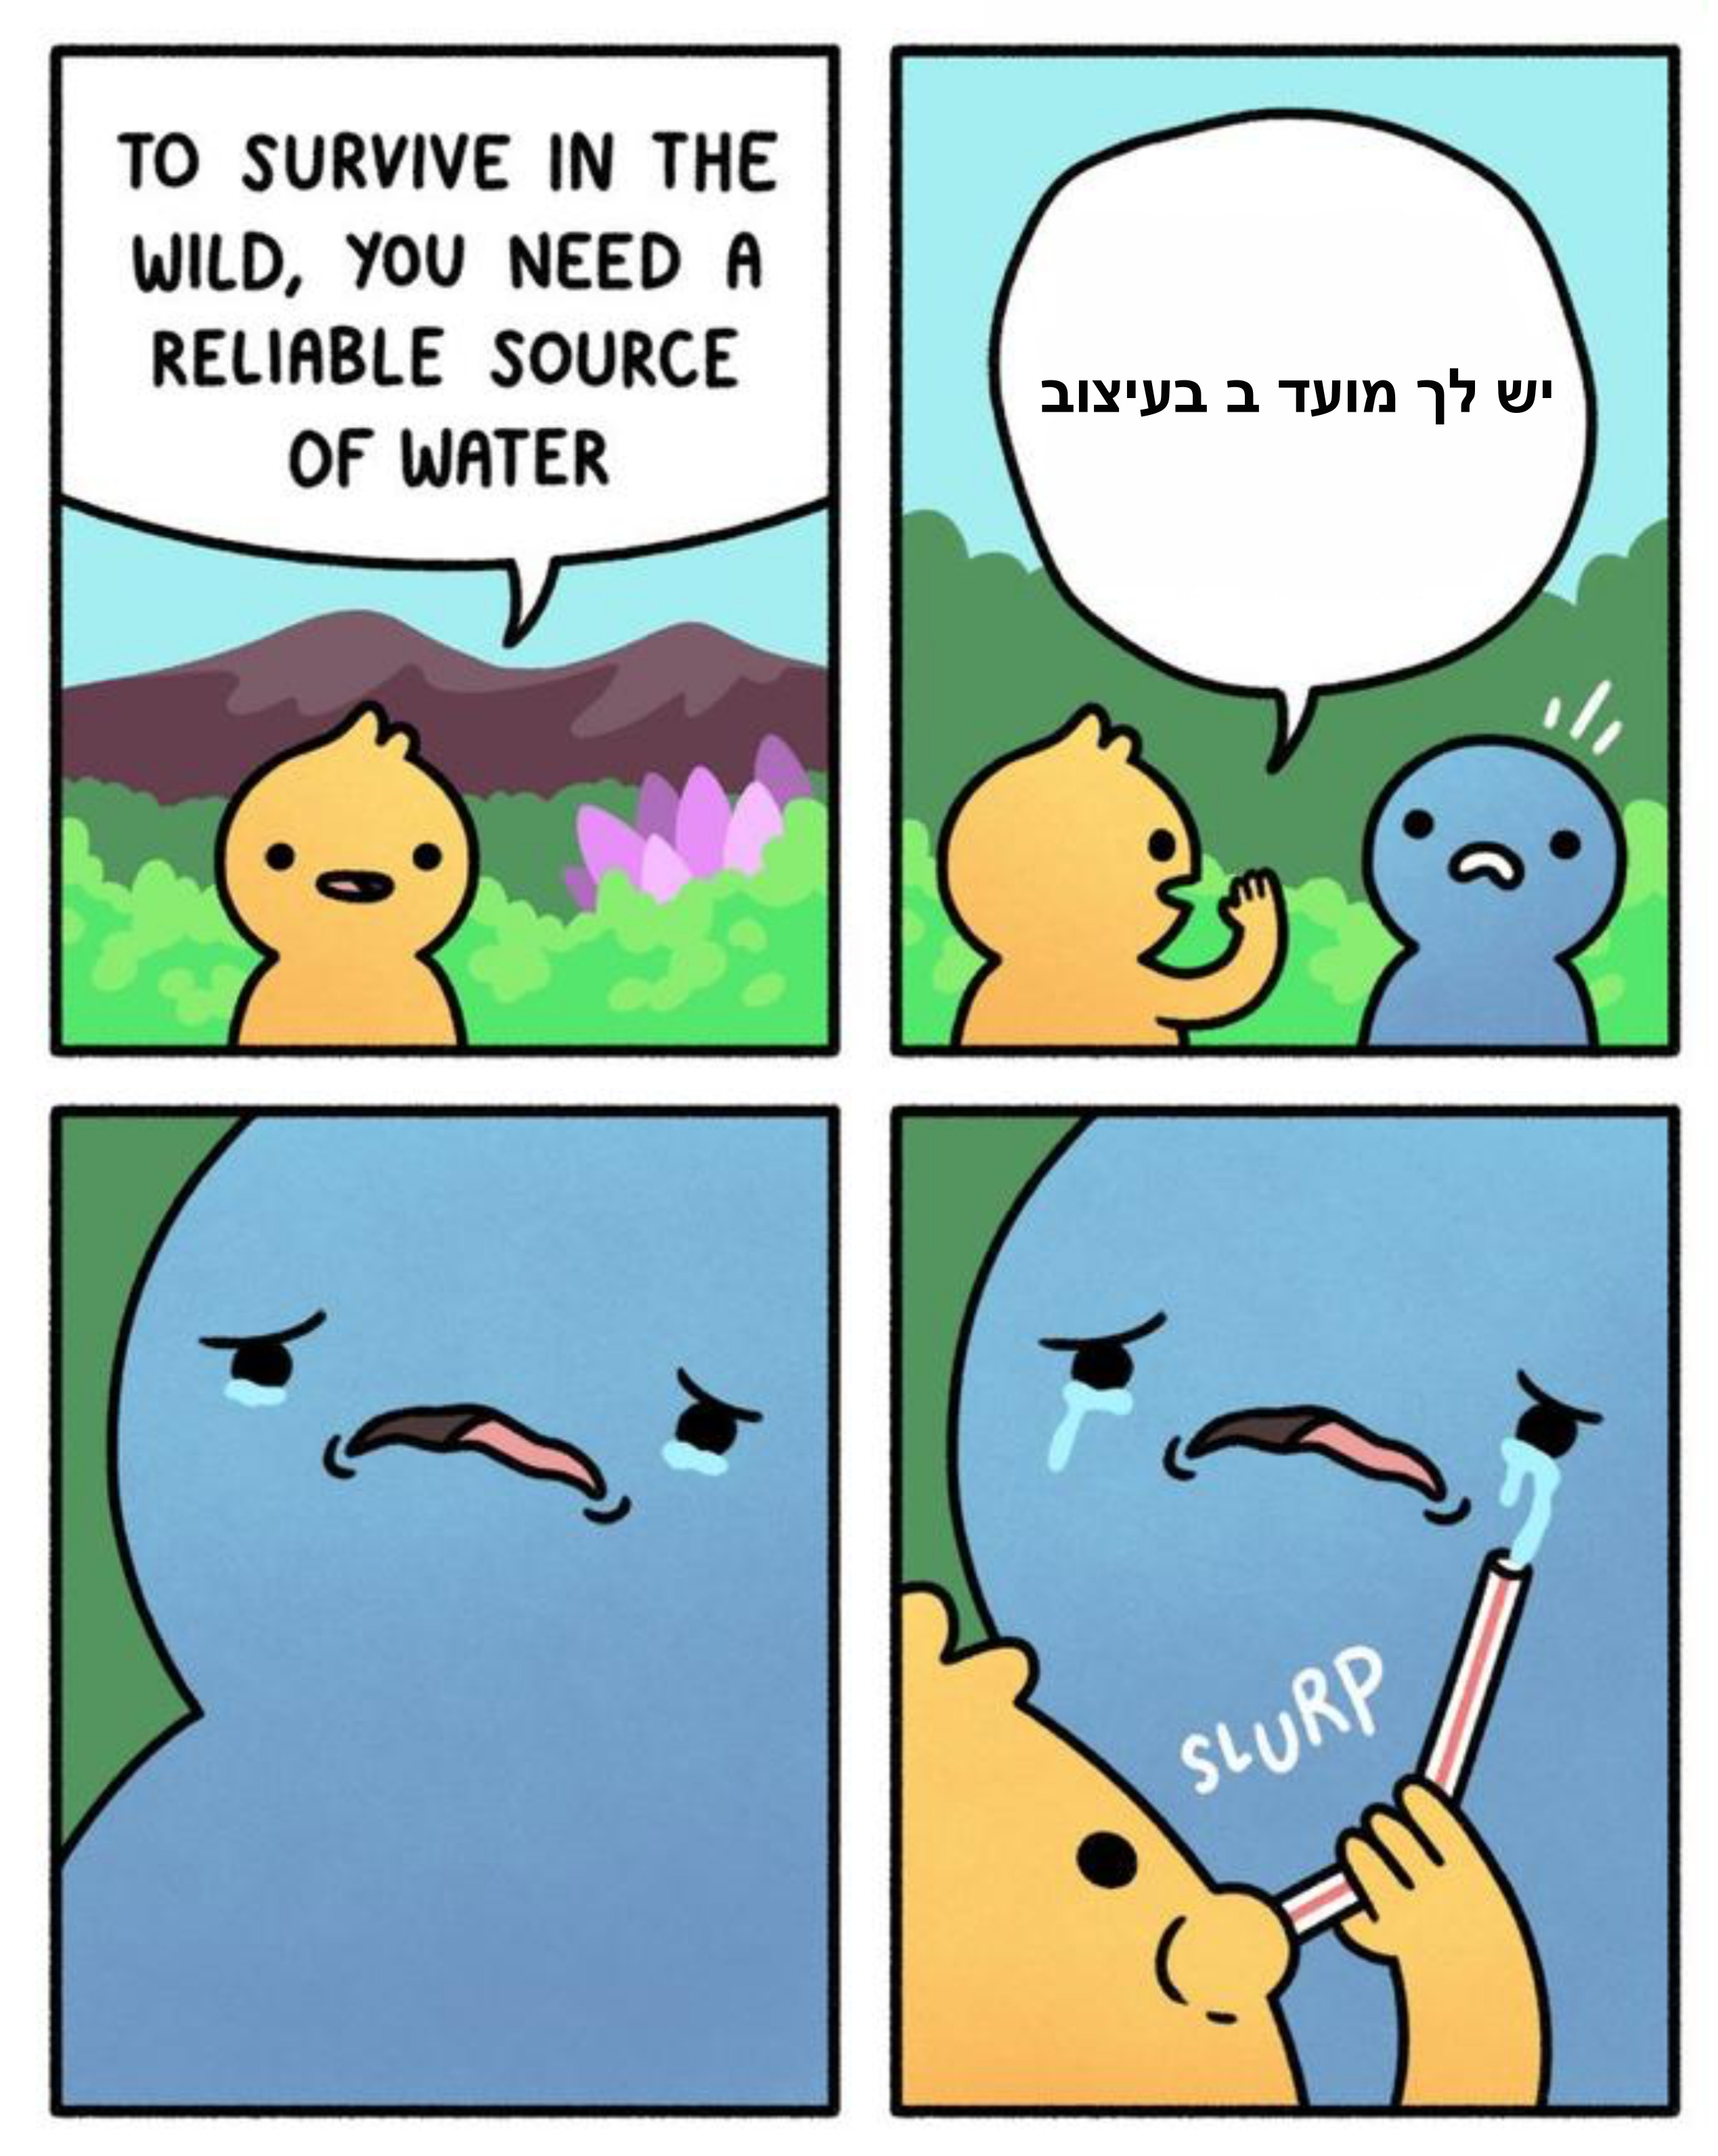 TO SURVIVE IN THE
WILD, YOU NEED A
RELIABLE SOURCE
OF WATER
יש לך מועד ב בעיצוב
SLURP